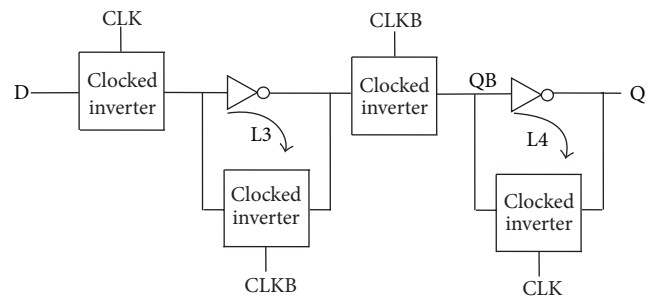 CLK
CLKB
D
Clocked
inverter
Clocked
inverter
QB
Q
L3
L4
Clocked
inverter
Clocked
inverter
CLKB
CLK